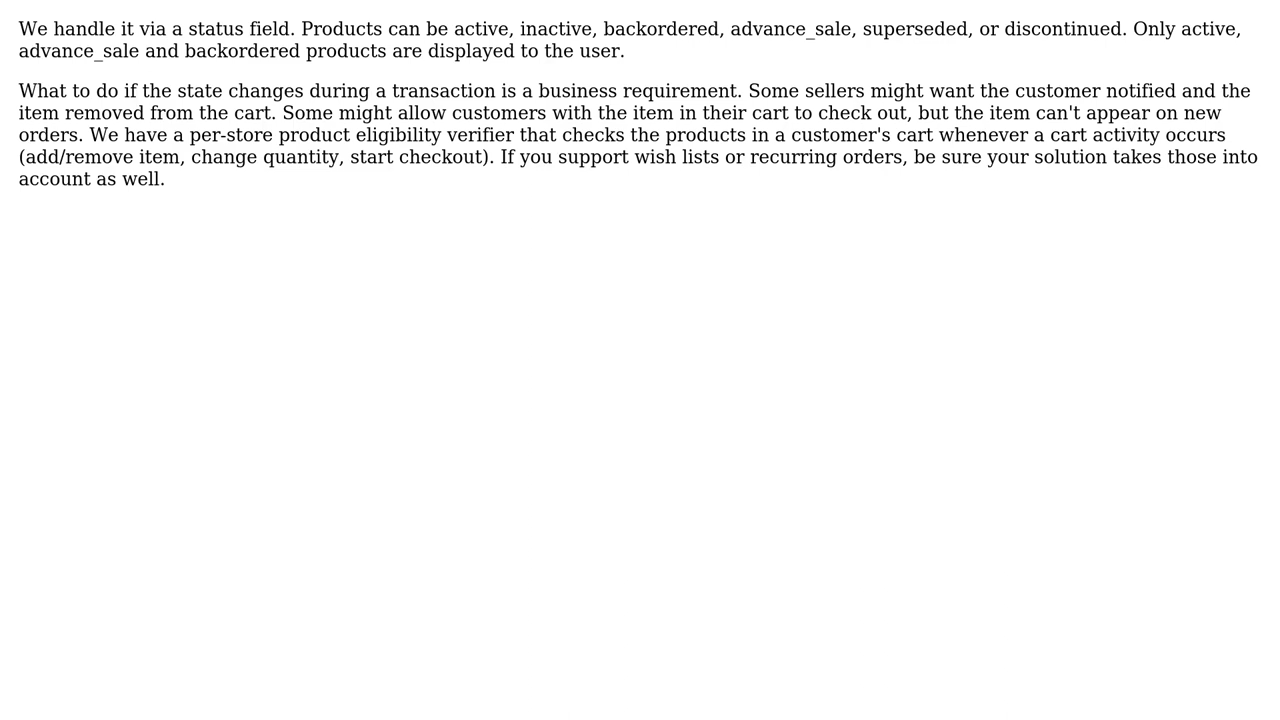 We handle it via a status field. Products can be active, inactive, backordered, advance_sale, superseded, or discontinued. Only active,
advance_sale and backordered products are displayed to the user.
What to do if the state changes during a transaction is a business requirement. Some sellers might want the customer notified and the
item removed from the cart. Some might allow customers with the item in their cart to check out, but the item can't appear on new
orders. We have a per-store product eligibility verifier that checks the products in a customer's cart whenever a cart activity occurs
(add/remove item, change quantity, start checkout). If you support wish lists or recurring orders, be sure your solution takes those into
account as well.